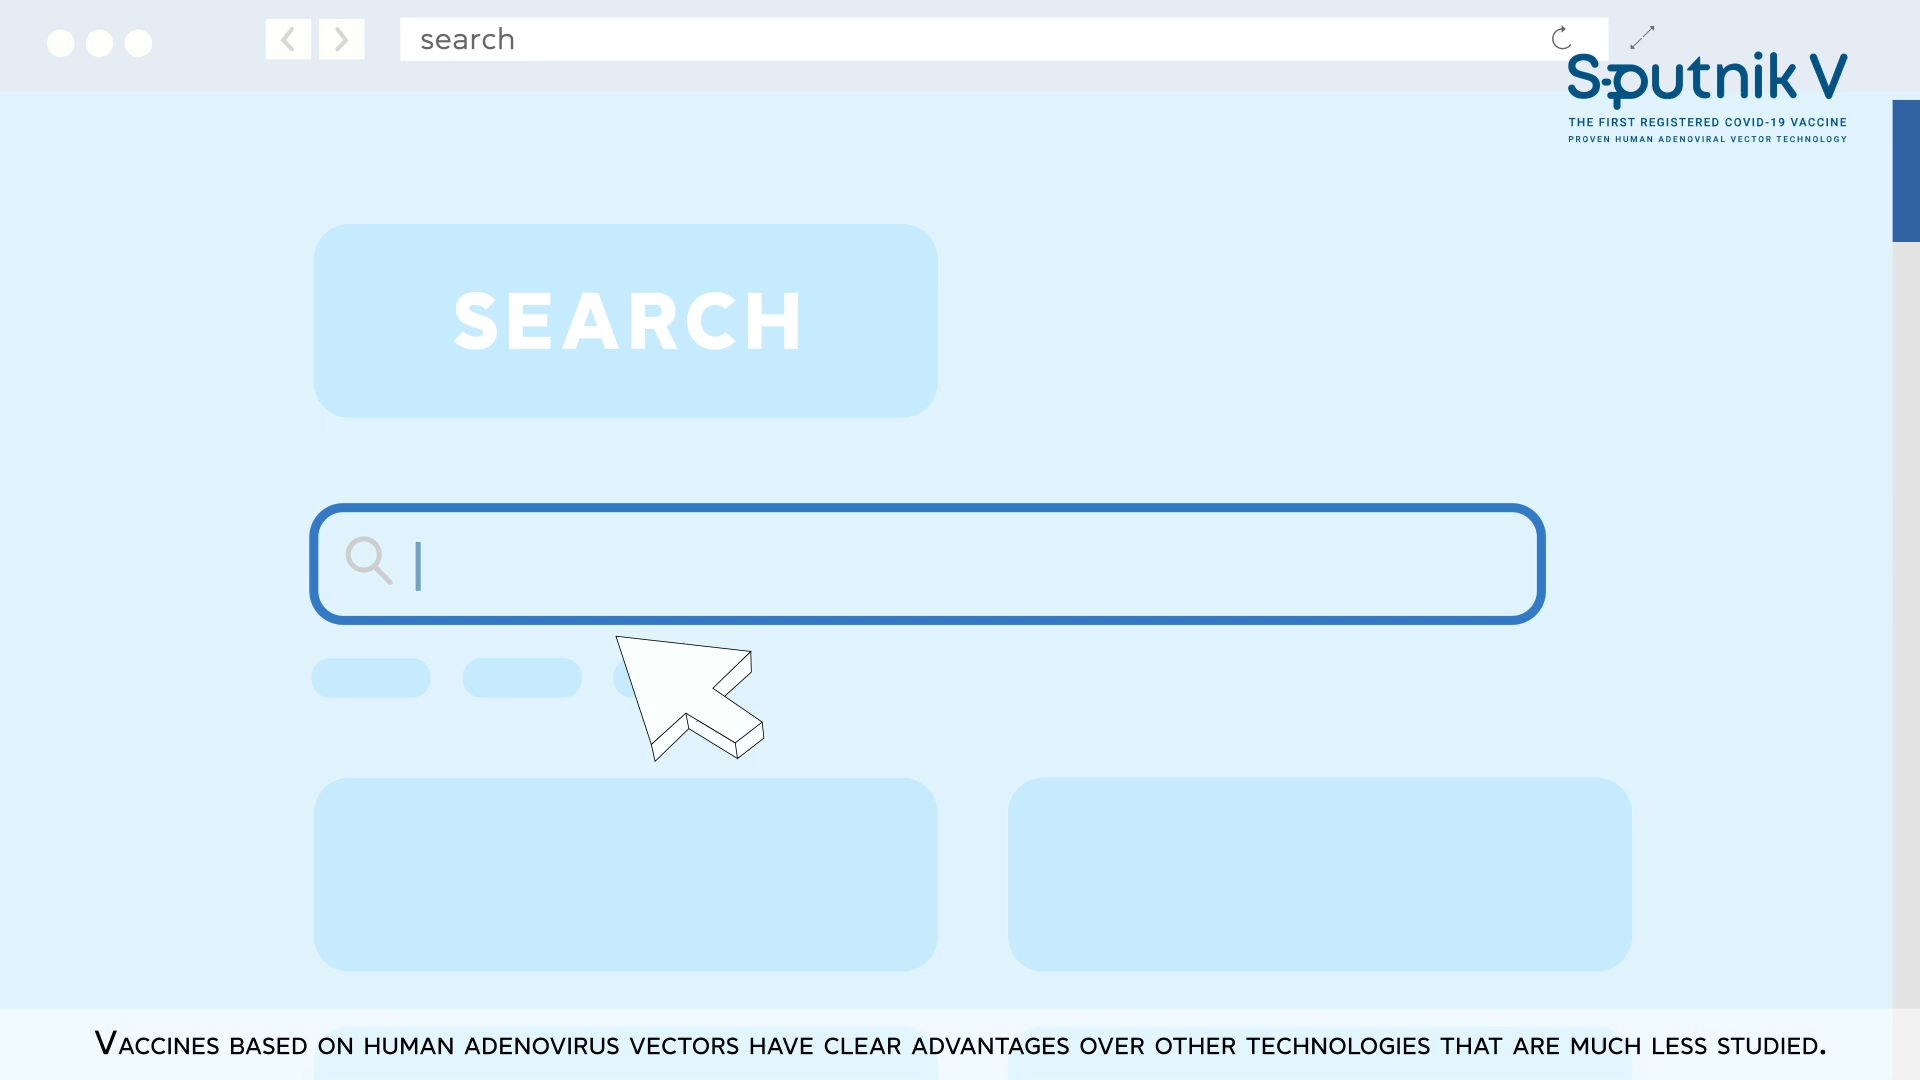 search
Sputnik V
THE FIRST REGISTERED COVID-19 VACCINE
PROVEN HUMAN ADENOVIRAL VECTOR TECHNOLOGY
SEARCH
Vaccines based on human adenovirus vectors have clear advantages over other technologies that are much less studied.